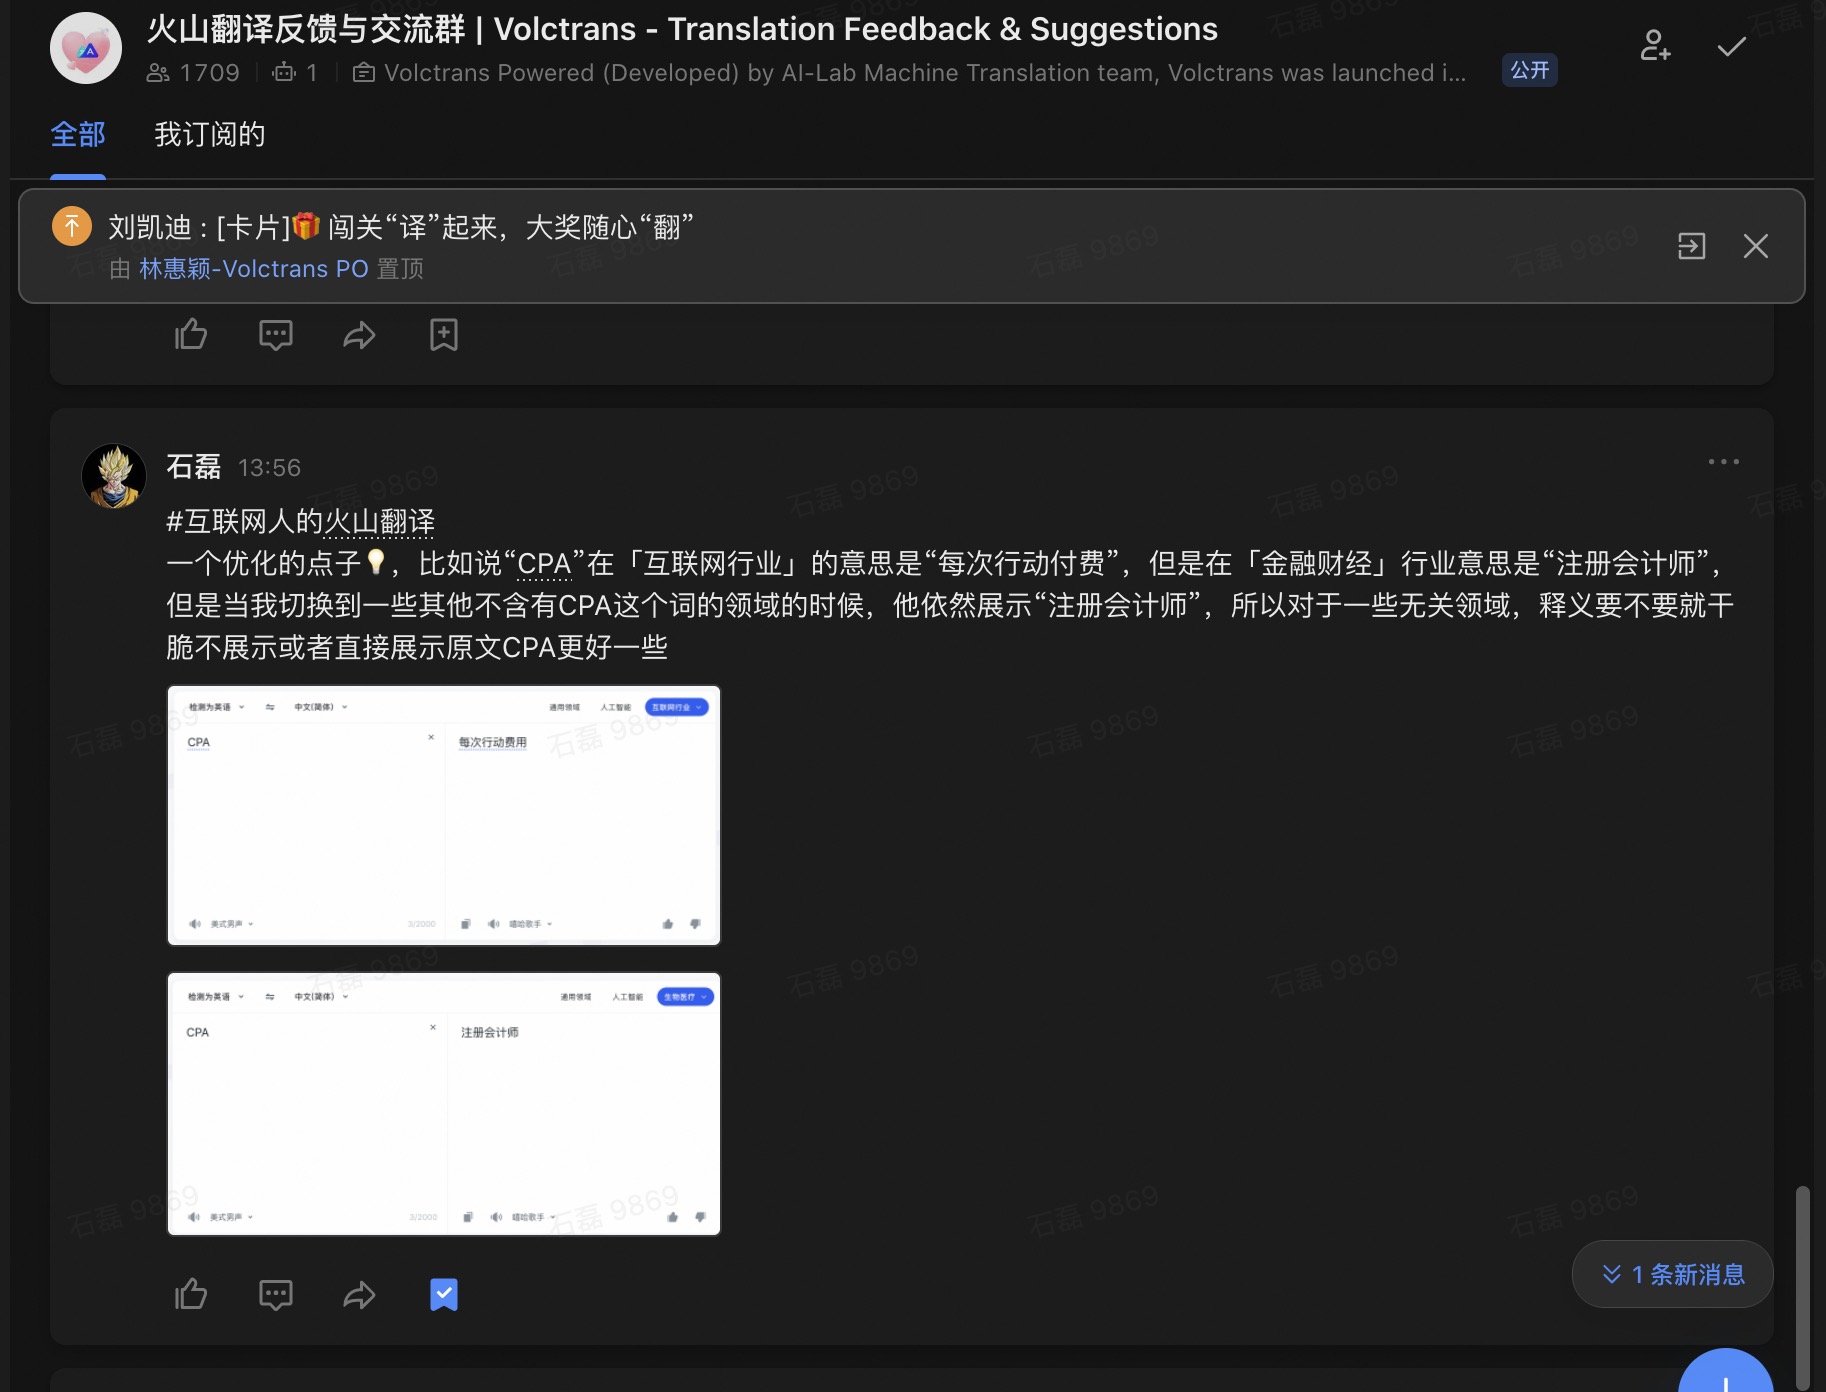 火山翻译反馈与交流群 | Volctrans - Translation Feedback & Suggestions
1709 1 Volctrans Powered (Developed) by AI-Lab Machine Translation team, Volctrans was launched i... 公开
全部 我订阅的
刘凯迪 : [卡片]🎁 闯关“译”起来，大奖随心“翻”
由 林惠颖-Volctrans PO 置顶
石磊 13:56
#互联网人的火山翻译
一个优化的点子💡，比如说“CPA”在「互联网行业」的意思是“每次行动付费”，但是在「金融财经」行业意思是“注册会计师”，
但是当我切换到一些其他不含有CPA这个词的领域的时候，他依然展示“注册会计师”，所以对于一些无关领域，释义要不要就干
脆不展示或者直接展示原文CPA更好一些
检测为英语 中文(简体) 通用领域 人工智能 互联网行业
CPA 每次行动费用
美式男声 3/2000 嘻哈歌手
检测为英语 中文(简体) 通用领域 人工智能 生物医疗
CPA 注册会计师
美式男声 3/2000 嘻哈歌手
1 条新消息
石磊 9869